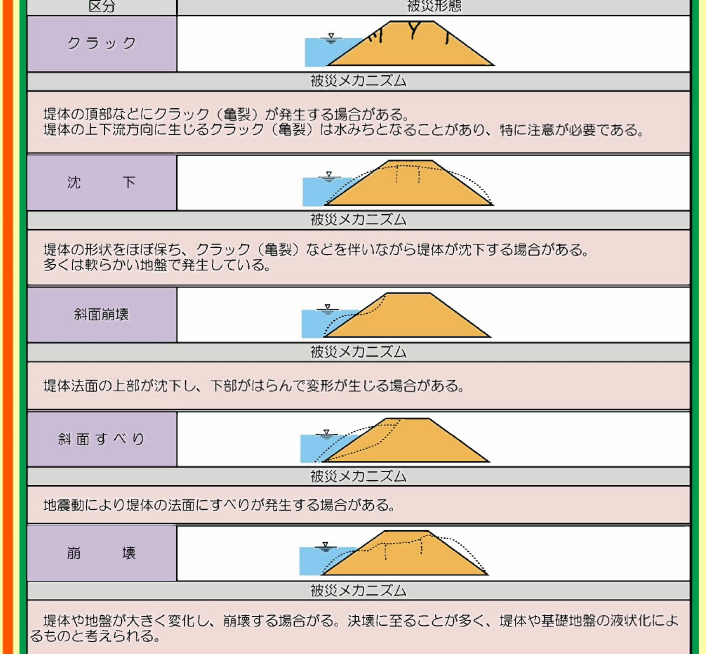 区分 被災形態
クラック
被災メカニズム
堤体の頂部などにクラック（亀裂）が発生する場合がある。
堤体の上下流方向に生じるクラック（亀裂）は水みちとなることがあり、特に注意が必要である。
沈 下
被災メカニズム
堤体の形状をほぼ保ち、クラック（亀裂）などを伴いながら堤体が沈下する場合がある。
多くは軟らかい地盤で発生している。
斜面崩壊
被災メカニズム
堤体法面の上部が沈下し、下部がはらんで変形が生じる場合がある。
斜面すべり
被災メカニズム
地震動により堤体の法面にすべりが発生する場合がある。
崩 壊
被災メカニズム
堤体や地盤が大きく変化し、崩壊する場合がる。決壊に至ることが多く、堤体や基礎地盤の液状化によ
るものと考えられる。